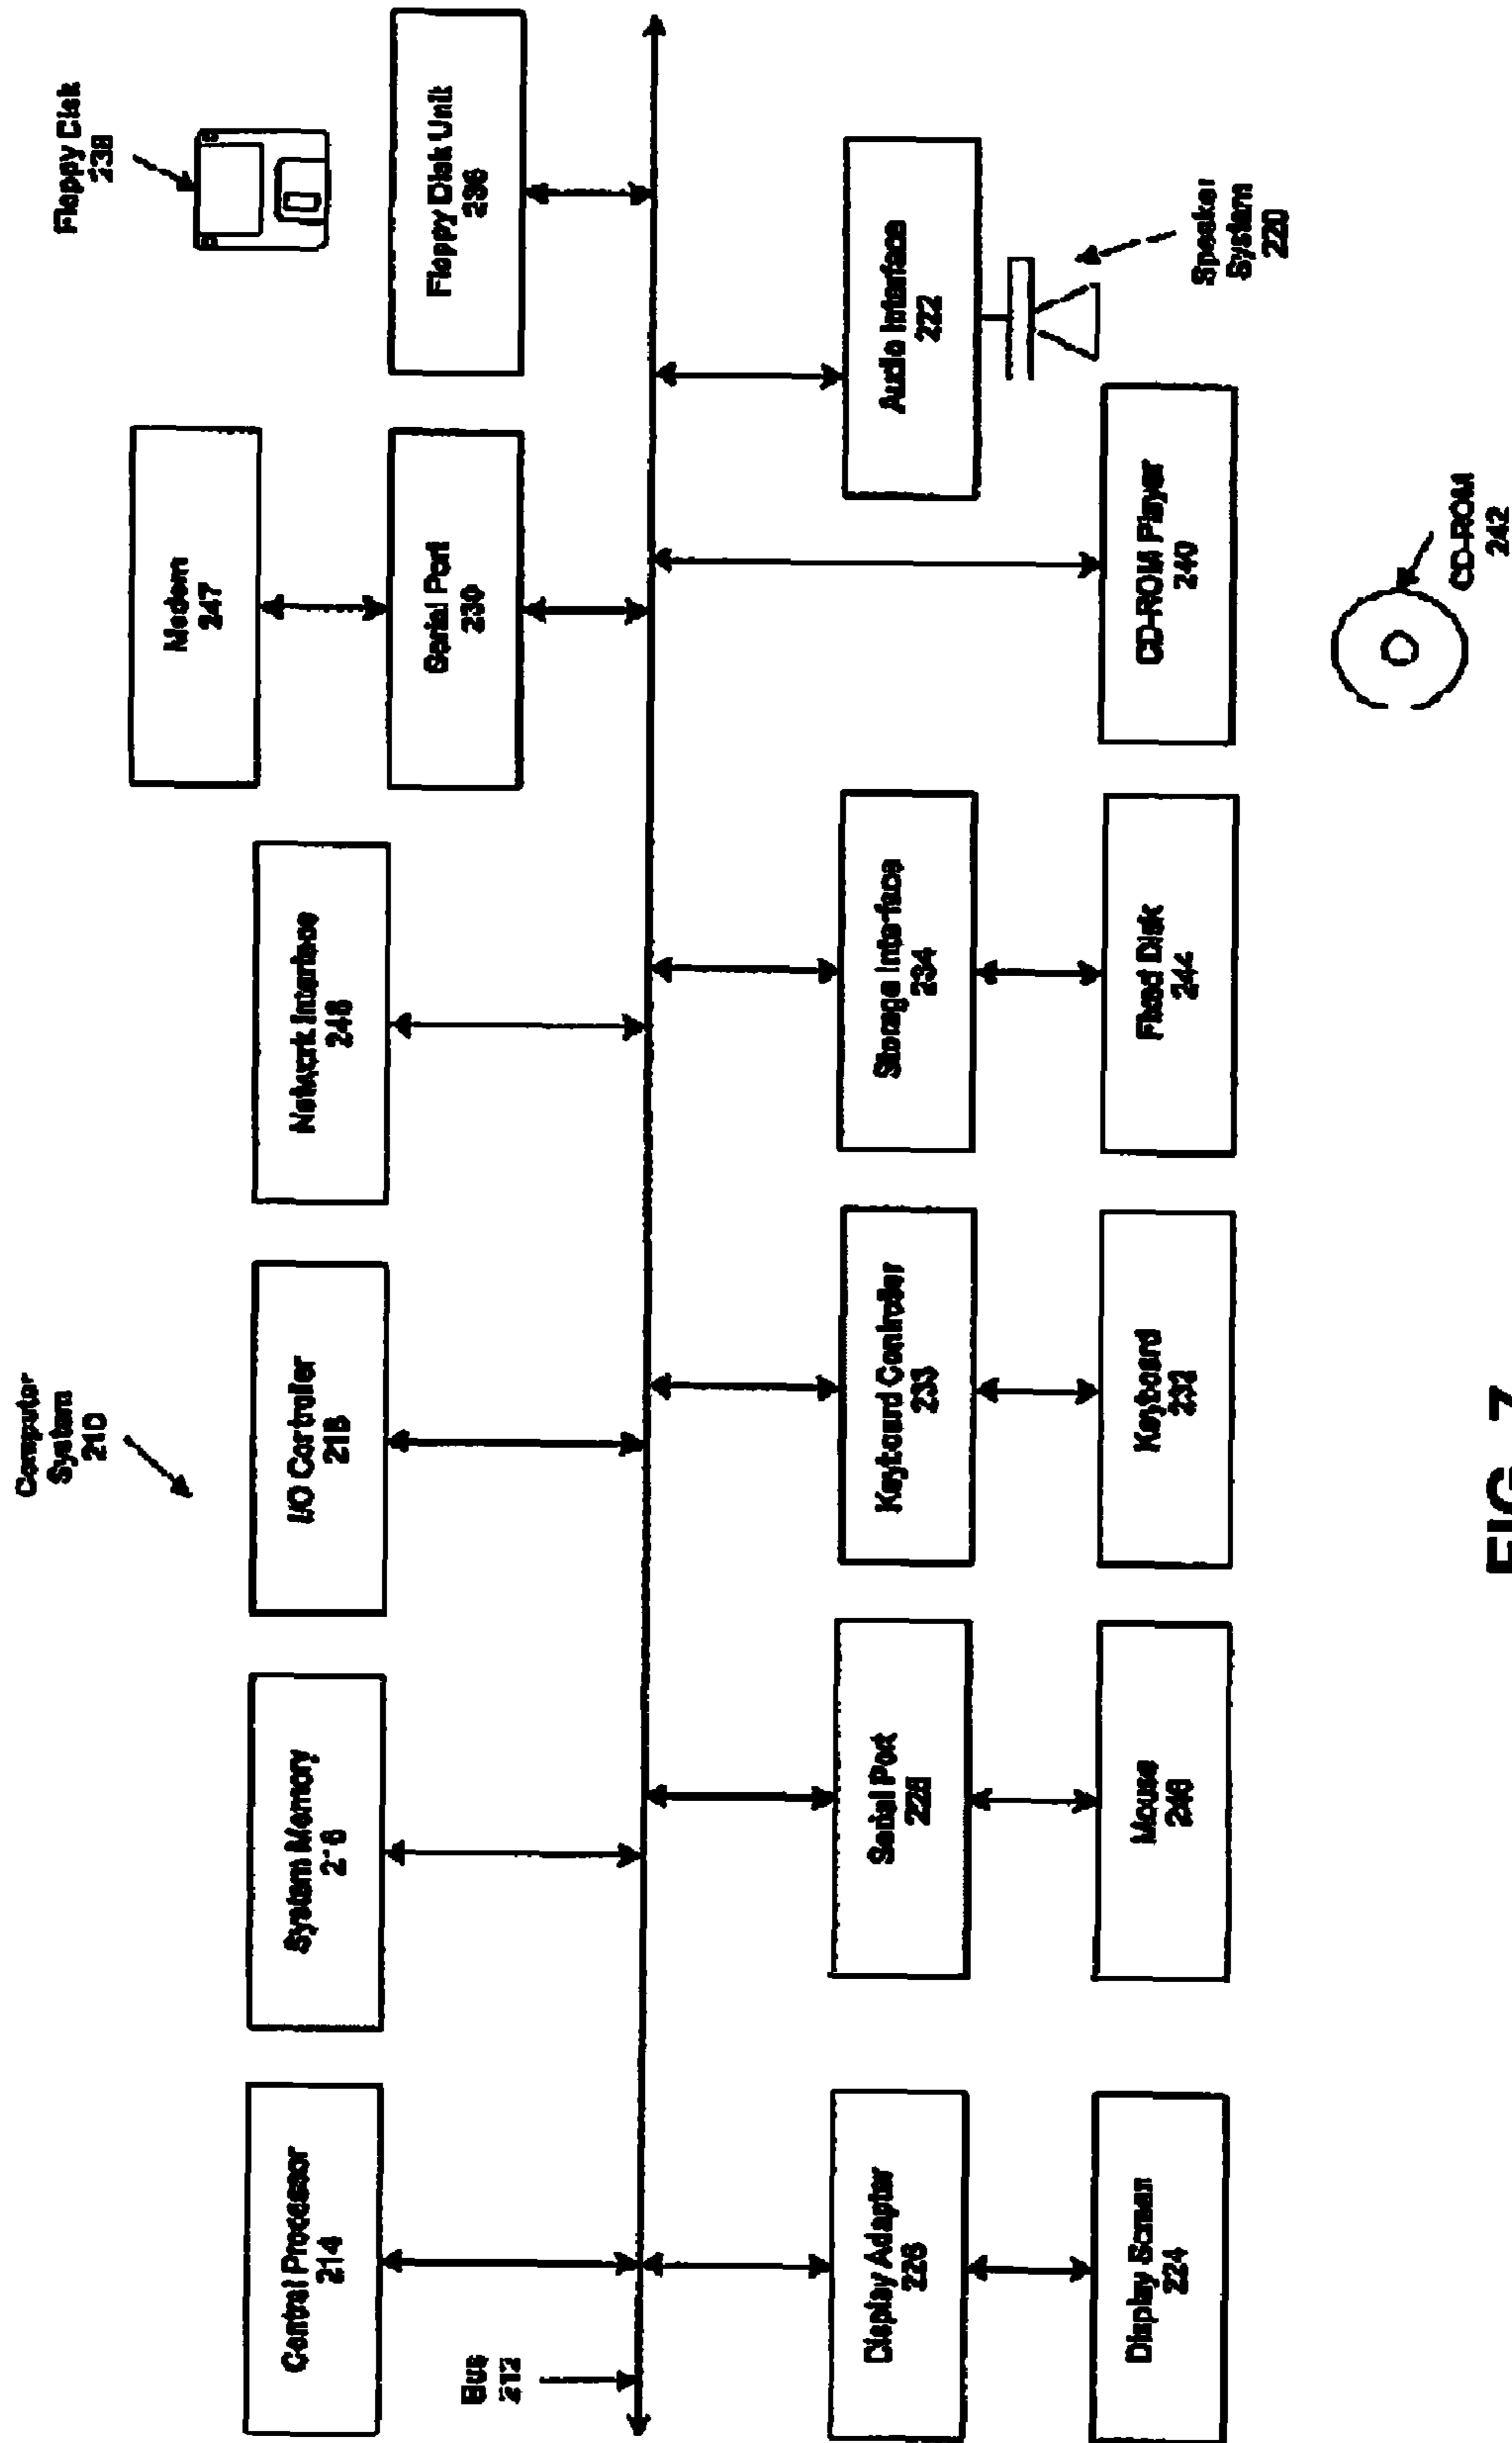 Computer
System
210
Floppy Disk
238
Modem
247
Central Processor
214
System Memory
I/O Controller
218
Network Interface
248
Serial Port
230
Floppy Disk Unit
236
Bus
212
Display Adapter
226
Serial Port
228
Keyboard Controller
233
Storage Interface
234
Audio Interface
222
Display Screen
224
Mouse
246
Keyboard
232
Fixed Disk
244
CD-ROM Player
240
Speaker
System
220
CD-ROM
242
FIG. 7